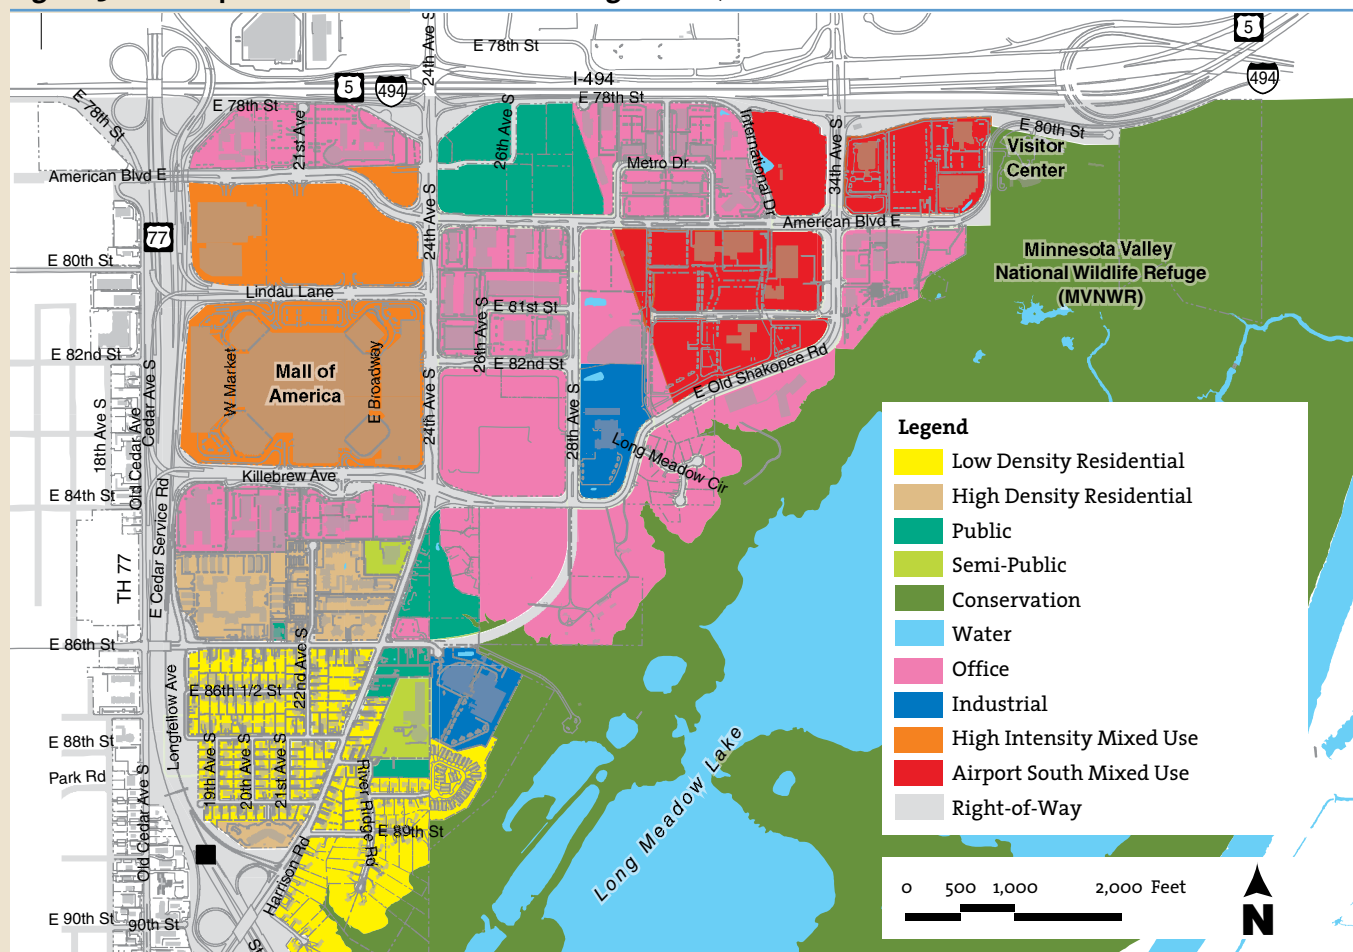 5
E 78th St
24th Ave S
I-494
5
494
494
E 78th St
E 78th St
E 78th St
26th Ave S
21st Ave
International Dr
34th Ave S
E 80th St
Visitor
Center
Metro Dr
American Blvd E
American Blvd E
24th Ave S
77
E 80th St
Minnesota Valley
National Wildlife Refuge
(MVNWR)
Lindau Lane
E 81st St
26th Ave S
E 82nd St
E 82nd St
W Market
Mall of
America
E Broadway
E Old Shakopee Rd
18th Ave S
Old Cedar Ave
Cedar Ave S
24th Ave S
28th Ave S
Long Meadow Cir
Killebrew Ave
E 84th St
TH 77
E Cedar Service Rd
Legend
Low Density Residential
High Density Residential
Public
Semi-Public
Conservation
Water
Office
Industrial
High Intensity Mixed Use
Airport South Mixed Use
Right-of-Way
E 86th St
Longfellow Ave
E 86th 1/2 St
22nd Ave S
E 88th St
Park Rd
19th Ave S
20th Ave S
21st Ave S
River Ridge Rd
Long Meadow Lake
Old Cedar Ave S
E 89th St
Harrison Rd
E 90th St
90th St
St
0 500 1,000 2,000 Feet
N